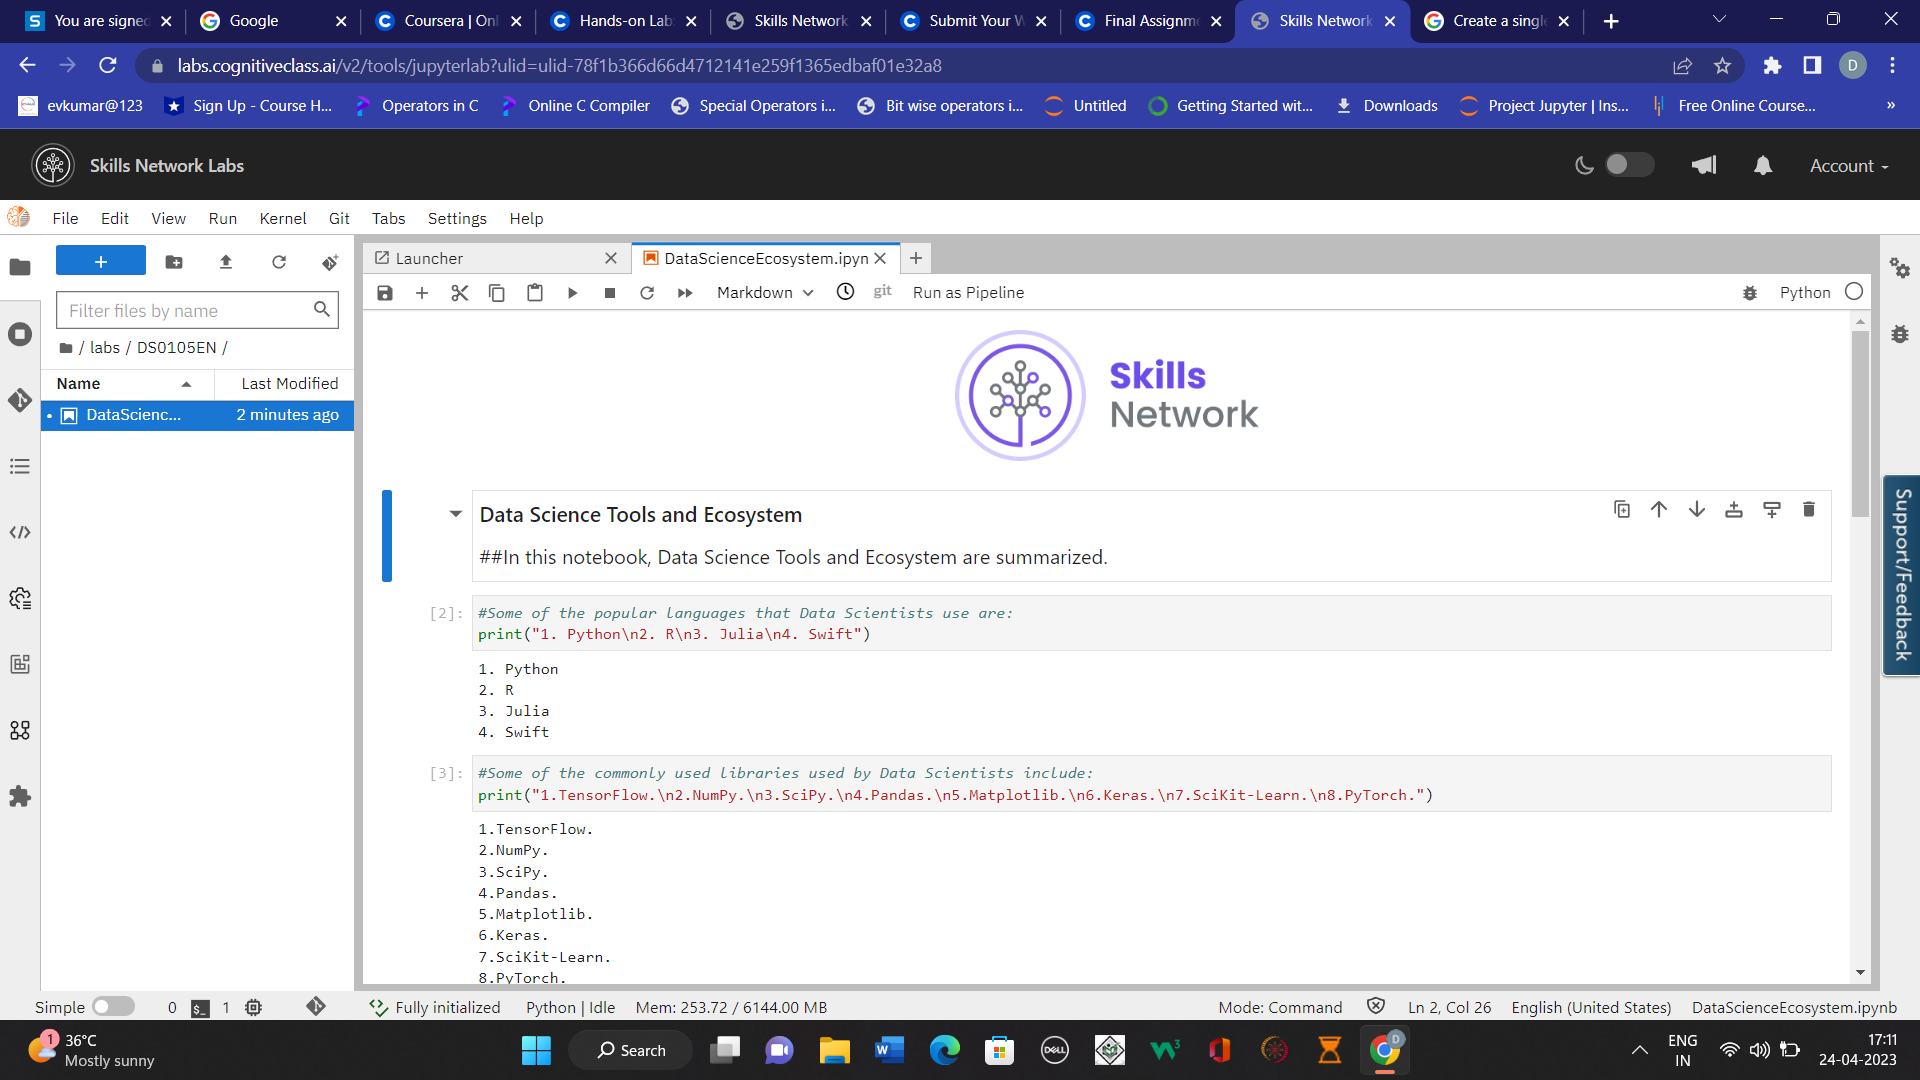 You are signed
Google
Coursera | Onl
Hands-on Lab:
Skills Network
Submit Your W
Final Assignme
Skills Network
Create a single
labs.cognitiveclass.ai/v2/tools/jupyterlab?ulid=ulid-78f1b366d66d4712141e259f1365edbaf01e32a8
D
evkumar@123
Sign Up - Course H...
Operators in C
Online C Compiler
Special Operators i...
Bit wise operators i...
Untitled
Getting Started wit...
Downloads
Project Jupyter | Ins...
Free Online Course...
»
Skills Network Labs
Account
File Edit View Run Kernel Git Tabs Settings Help
Launcher
DataScienceEcosystem.ipyn
Markdown
git
Run as Pipeline
Python
Filter files by name
/ labs / DS0105EN /
Name
Last Modified
DataScienc...
2 minutes ago
Skills
Network
Data Science Tools and Ecosystem
##In this notebook, Data Science Tools and Ecosystem are summarized.
[2]:
#Some of the popular languages that Data Scientists use are:
print("1. Python\n2. R\n3. Julia\n4. Swift")
1. Python
2. R
3. Julia
4. Swift
[3]:
#Some of the commonly used libraries used by Data Scientists include:
print("1.TensorFlow.\n2.NumPy.\n3.SciPy.\n4.Pandas.\n5.Matplotlib.\n6.Keras.\n7.SciKit-Learn.\n8.PyTorch.")
1.TensorFlow.
2.NumPy.
3.SciPy.
4.Pandas.
5.Matplotlib.
6.Keras.
7.SciKit-Learn.
8.PyTorch.
Support/Feedback
Simple
0
$_
1
Fully initialized
Python | Idle
Mem: 253.72 / 6144.00 MB
Mode: Command
Ln 2, Col 26
English (United States)
DataScienceEcosystem.ipynb
1
36°C
Mostly sunny
Search
DELL
D
ENG
IN
17:11
24-04-2023